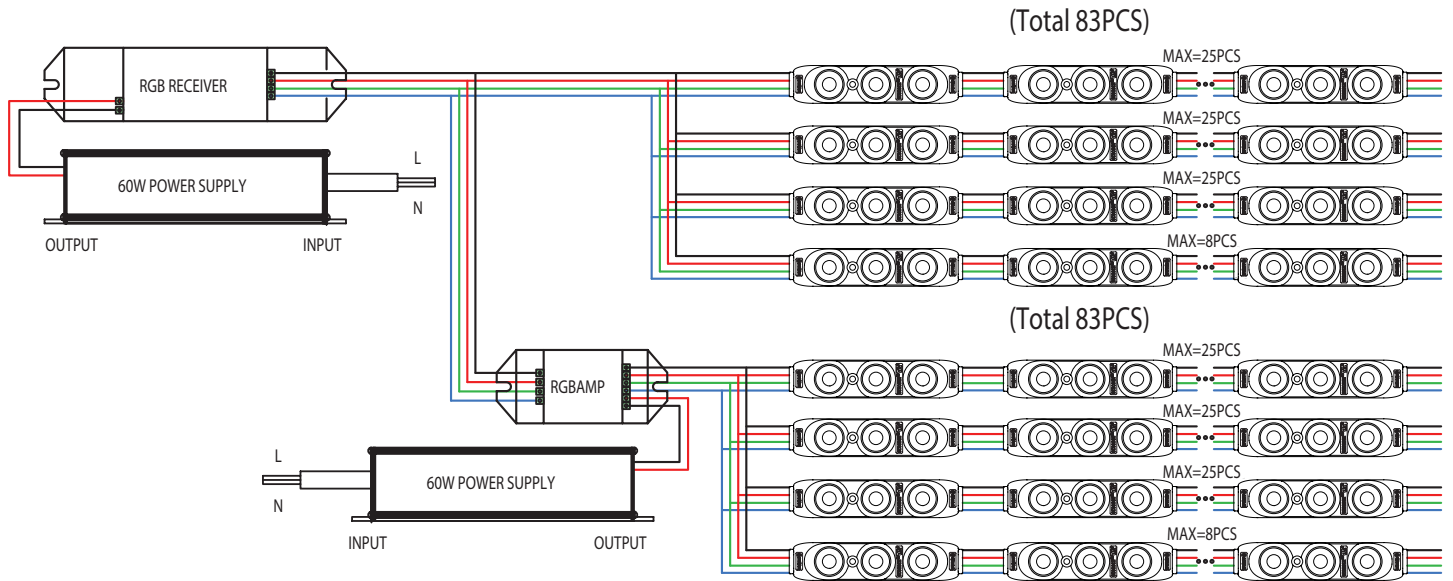 (Total 83PCS)
MAX=25PCS
RGB RECEIVER
MAX=25PCS
L
60W POWER SUPPLY
MAX=25PCS
N
OUTPUT
INPUT
MAX=8PCS
(Total 83PCS)
MAX=25PCS
RGBAMP
MAX=25PCS
L
60W POWER SUPPLY
MAX=25PCS
N
INPUT
OUTPUT
MAX=8PCS